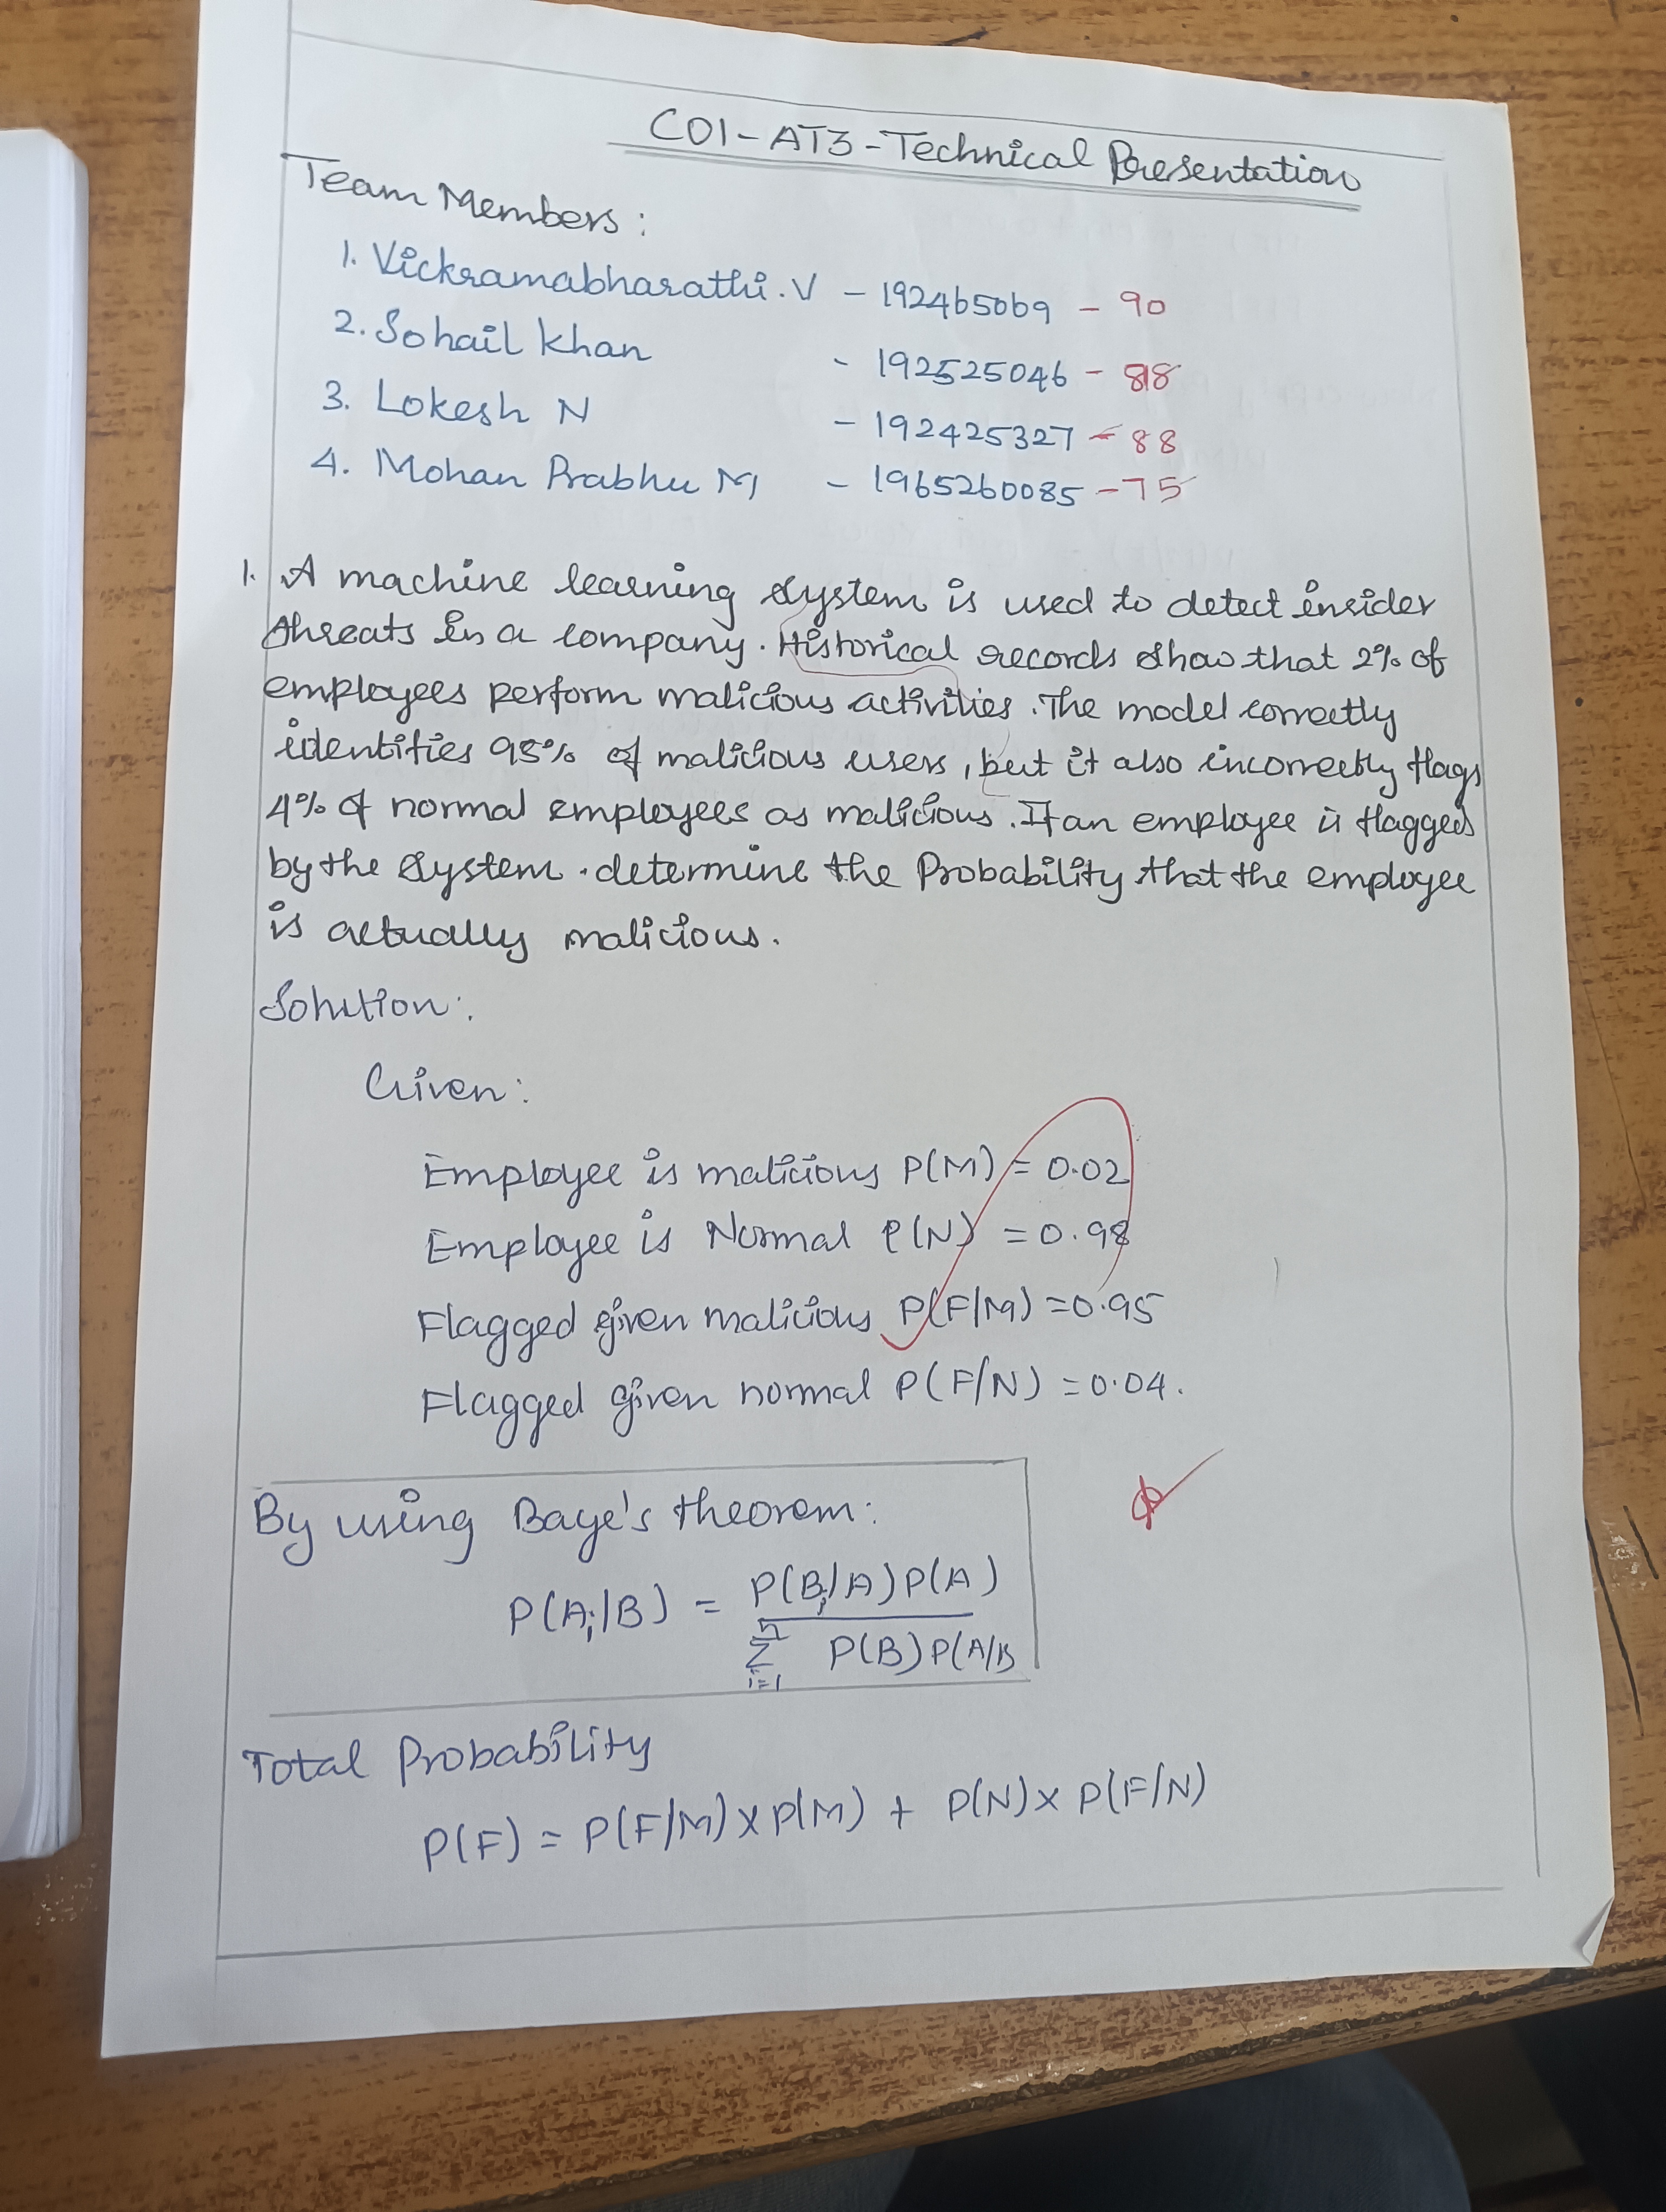 CO1-AT3-Technical Presentation
Team Members:
1. Vickramabharathi.V - 192465069 - 90
2. Sohail Khan - 192525046 - 88
3. Lokesh N - 192425327 - 88
4. Mohan Prabhu M - 1965260085 - 75
1. A machine learning system is used to detect insider
threats in a company. Historical records show that 2% of
employees perform malicious activities. The model correctly
identifies 95% of malicious users, but it also incorrectly flags
4% of normal employees as malicious. If an employee is flagged
by the system. determine the Probability that the employee
is actually malicious.
Solution:
Given:
Employee is malicious P(M) = 0.02
Employee is Normal P(N) = 0.98
Flagged given malicious P(F/M) = 0.95
Flagged given normal P(F/N) = 0.04.
By using Baye's theorem:
P(Ai/B) = P(Bi/A) P(A)
n
Σ P(B) P(A/B
i=1
Total Probability
P(F) = P(F/M) x P(M) + P(N) x P(F/N)